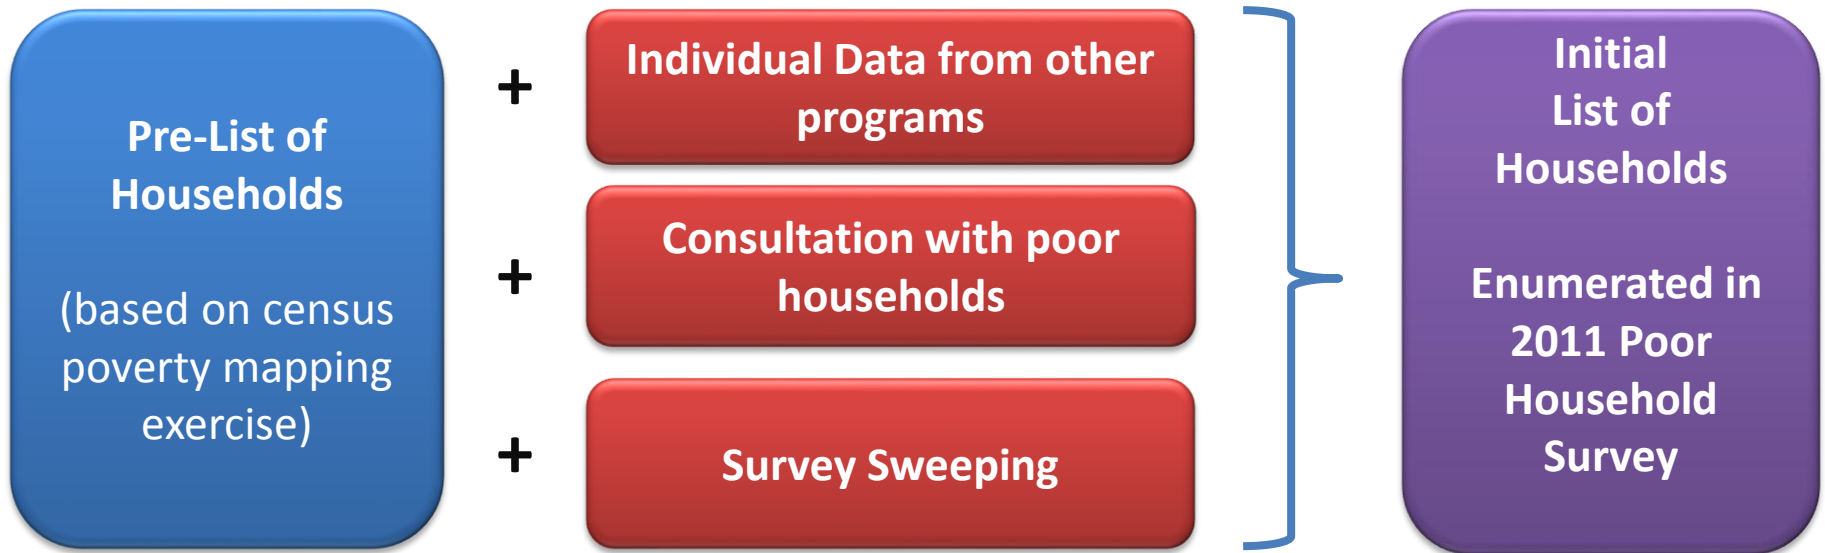 Pre-List of
Households
(based on census
poverty mapping
exercise)
+
Individual Data from other
programs
+
Consultation with poor
households
+
Survey Sweeping
Initial
List of
Households
Enumerated in
2011 Poor
Household
Survey